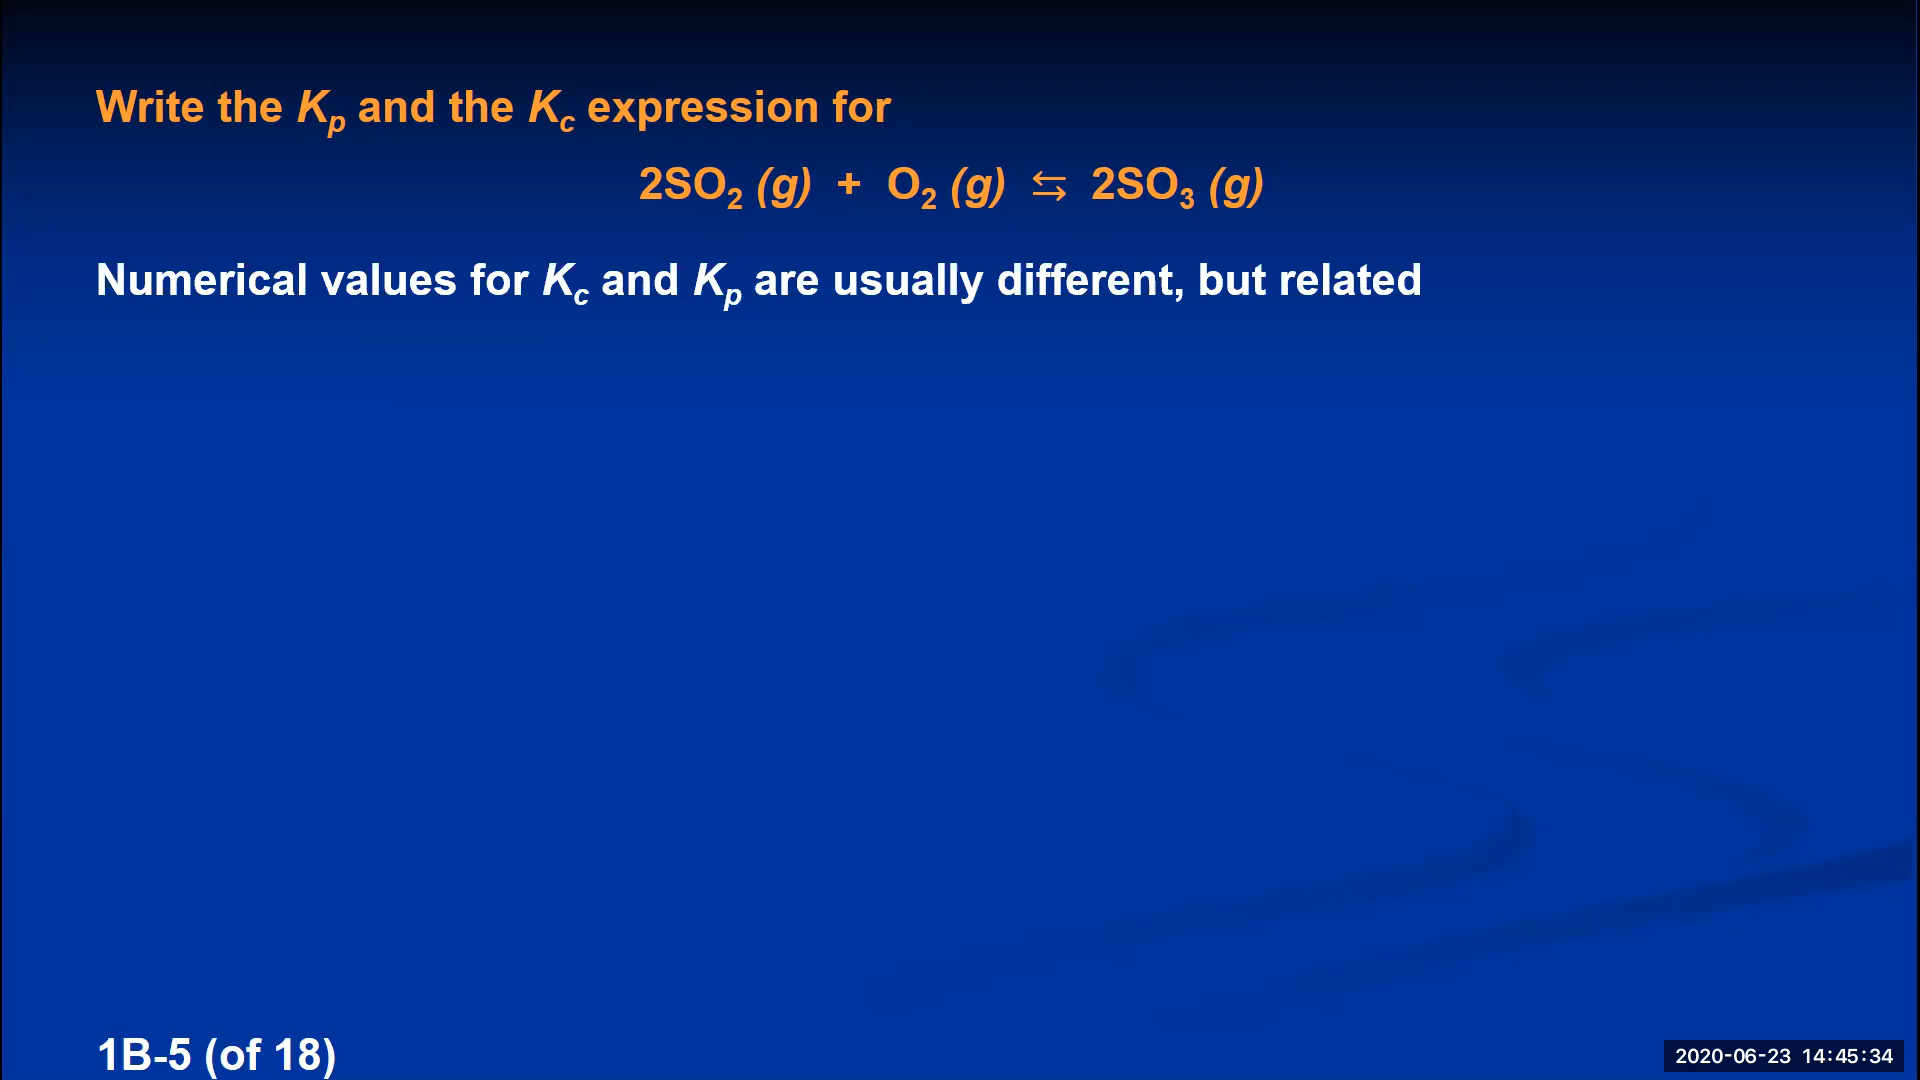 Write the Kp and the Kc expression for
2SO2 (g) + O2 (g) ⇆ 2SO3 (g)
Numerical values for Kc and Kp are usually different, but related
1B-5 (of 18)
2020-06-23 14:45:34